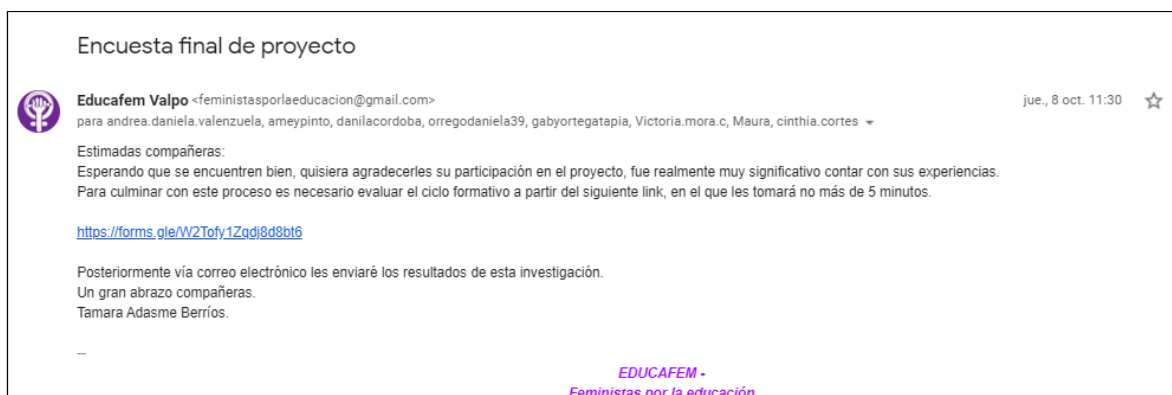 Encuesta final de proyecto
Educafem Valpo <feministasporlaeducacion@gmail.com>
jue., 8 oct. 11:30
para andrea.daniela.valenzuela, ameypinto, danilacordoba, orregodaniela39, gabyortegatapia, Victoria.mora.c, Maura, cinthia.cortes
Estimadas compañeras:
Esperando que se encuentren bien, quisiera agradecerles su participación en el proyecto, fue realmente muy significativo contar con sus experiencias.
Para culminar con este proceso es necesario evaluar el ciclo formativo a partir del siguiente link, en el que les tomará no más de 5 minutos.
https://forms.gle/W2Tofy1Zqdj8d8bt6
Posteriormente vía correo electrónico les enviaré los resultados de esta investigación.
Un gran abrazo compañeras.
Tamara Adasme Berríos.
--
EDUCAFEM -
Feministas por la educación